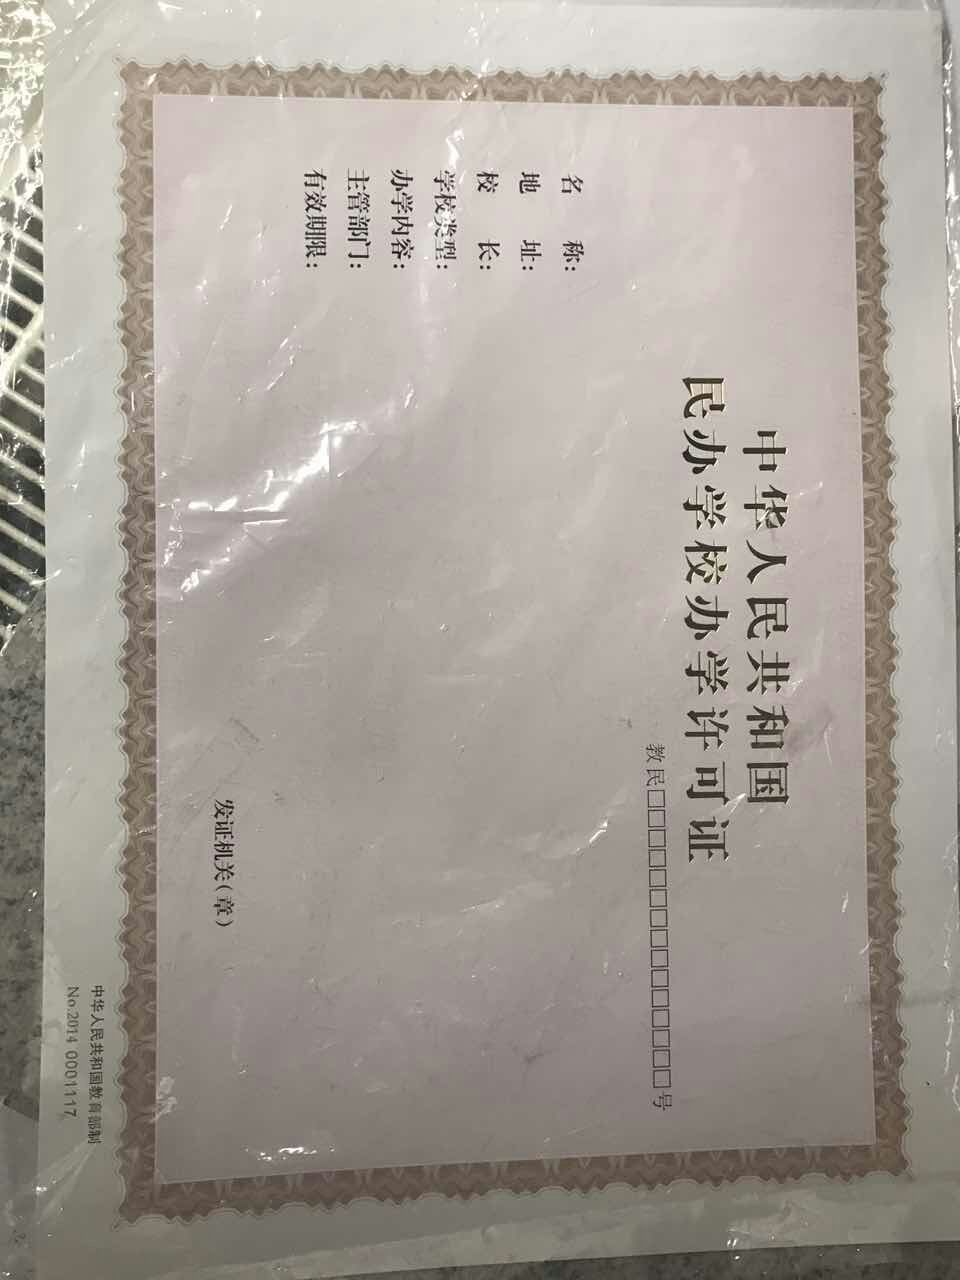 中华人民共和国
民办学校办学许可证
教民□□□□□□□□□□□□□□□号
名 称：
地 址：
校 长：
学校类型：
办学内容：
主管部门：
有效期限：
发证机关（章）
中华人民共和国教育部制
No.2014 0001117